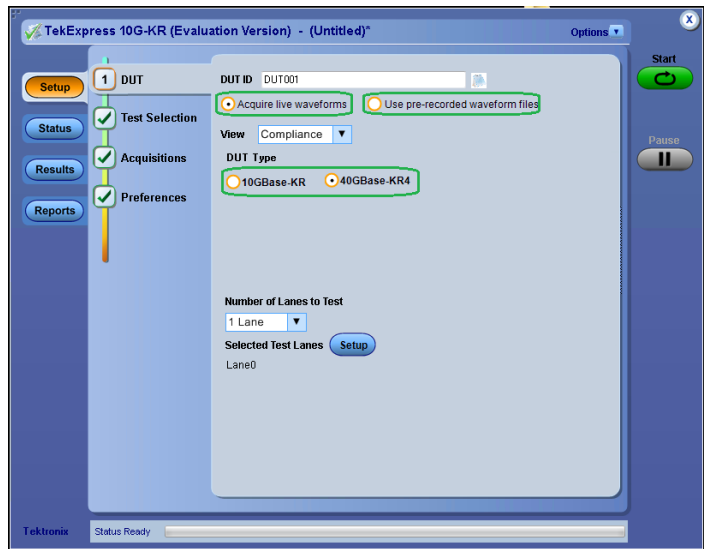 TekExpress 10G-KR (Evaluation Version) - (Untitled)*
Options
x
Start
Setup
Status
Results
Reports
1 DUT
Test Selection
Acquisitions
Preferences
DUT ID DUT001
Acquire live waveforms
Use pre-recorded waveform files
View Compliance
DUT Type
10GBase-KR
40GBase-KR4
Number of Lanes to Test
1 Lane
Selected Test Lanes Setup
Lane0
Pause
Tektronix
Status Ready